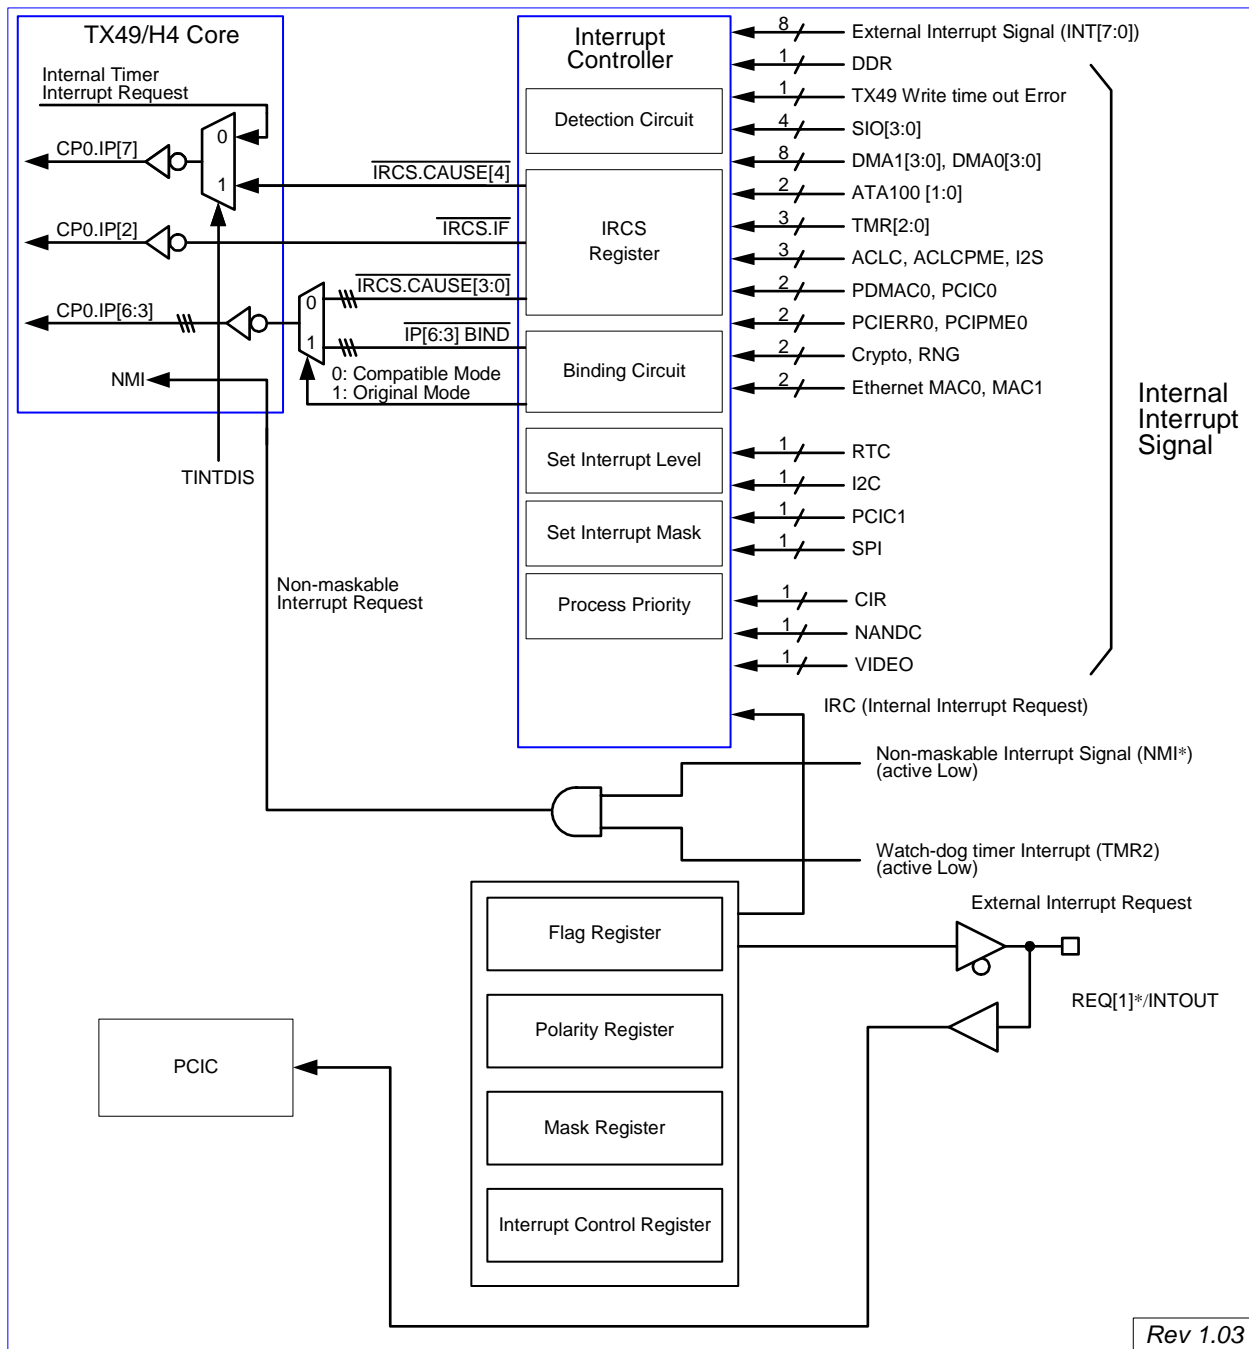 TX49/H4 Core
Internal Timer
Interrupt Request
0
1
CP0.IP[7]
CP0.IP[2]
CP0.IP[6:3]
NMI
TINTDIS
IRCS.CAUSE[4]
IRCS.IF
IRCS.CAUSE[3:0]
0
1
IP[6:3] BIND
0: Compatible Mode
1: Original Mode
Non-maskable
Interrupt Request
Interrupt
Controller
Detection Circuit
IRCS
Register
Binding Circuit
Set Interrupt Level
Set Interrupt Mask
Process Priority
8 External Interrupt Signal (INT[7:0])
1 DDR
1 TX49 Write time out Error
4 SIO[3:0]
8 DMA1[3:0], DMA0[3:0]
2 ATA100 [1:0]
3 TMR[2:0]
3 ACLC, ACLCPME, I2S
2 PDMAC0, PCIC0
2 PCIERR0, PCIPME0
2 Crypto, RNG
2 Ethernet MAC0, MAC1
1 RTC
1 I2C
1 PCIC1
1 SPI
1 CIR
1 NANDC
1 VIDEO
Internal
Interrupt
Signal
IRC (Internal Interrupt Request)
Non-maskable Interrupt Signal (NMI*)
(active Low)
Watch-dog timer Interrupt (TMR2)
(active Low)
Flag Register
Polarity Register
Mask Register
Interrupt Control Register
External Interrupt Request
REQ[1]*/INTOUT
PCIC
Rev 1.03